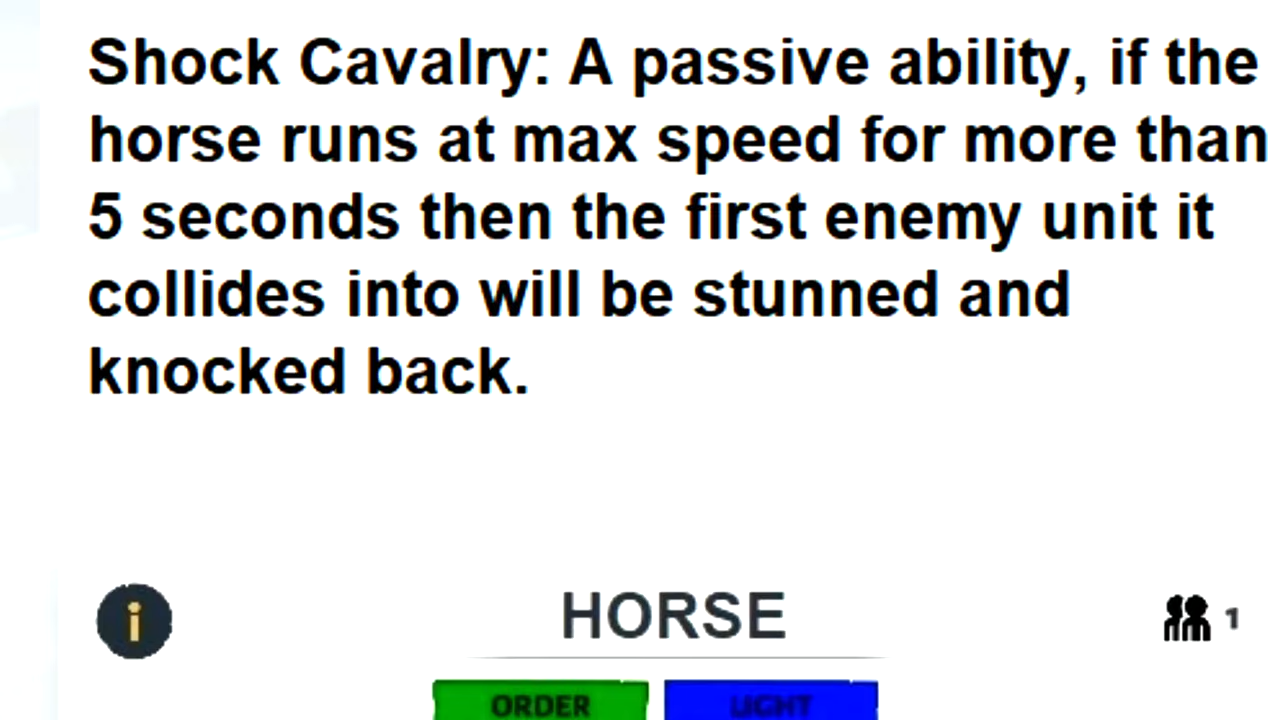 Shock Cavalry: A passive ability, if the
horse runs at max speed for more than
5 seconds then the first enemy unit it
collides into will be stunned and
knocked back.
i HORSE 1
ORDER LIGHT